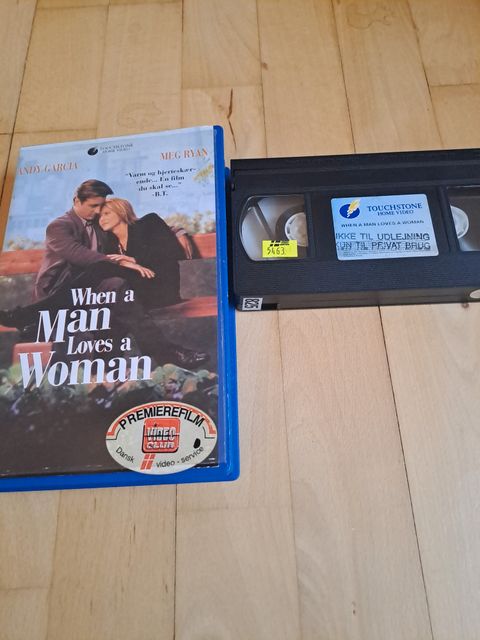 TOUCHSTONE
HOME VIDEO
ANDY GARCIA
MEG RYAN
"Varm og hjerteskær-
ende... En film
du skal se..."
-B.T.
When a
Man
Loves a
Woman
PREMIEREFILM
VIDEO
CLUB
Dansk video-service
5463
TOUCHSTONE
HOME VIDEO
WHEN A MAN LOVES A WOMAN
IKKE TIL UDLEJNING
KUN TIL PRIVAT BRUG